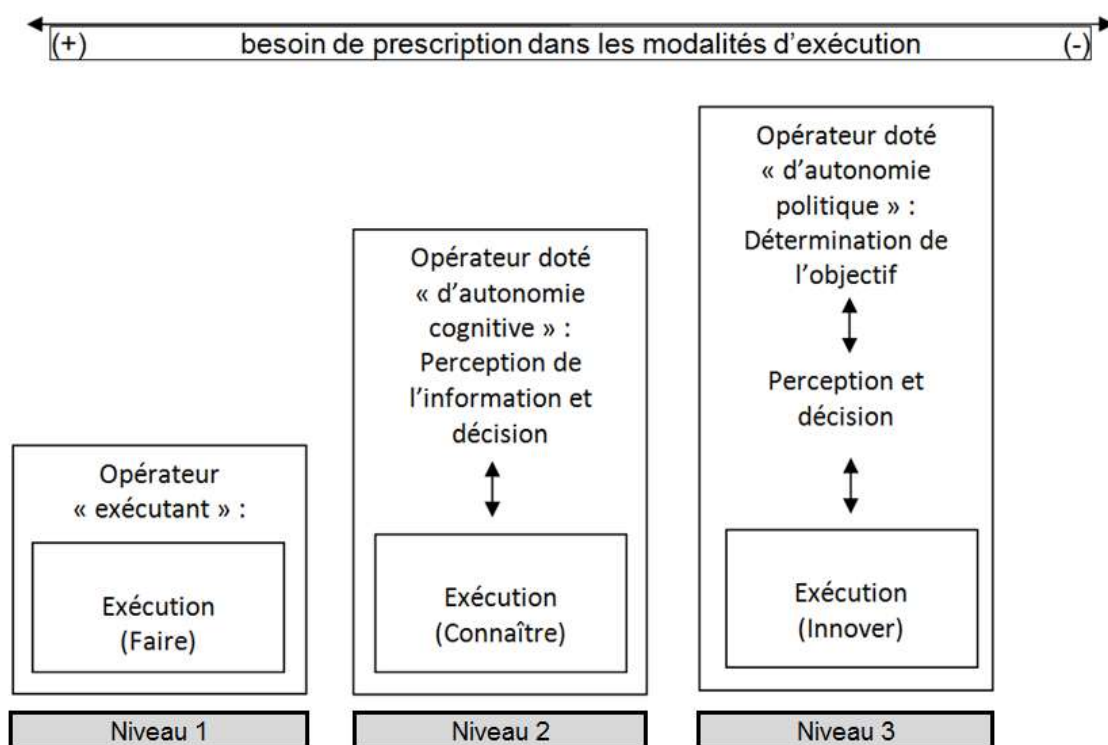 (+) besoin de prescription dans les modalités d’exécution (-)
Opérateur
« exécutant » :
Exécution
(Faire)
Niveau 1
Opérateur doté
« d’autonomie
cognitive » :
Perception de
l’information et
décision
Exécution
(Connaître)
Niveau 2
Opérateur doté
« d’autonomie
politique » :
Détermination de
l’objectif
Perception et
décision
Exécution
(Innover)
Niveau 3